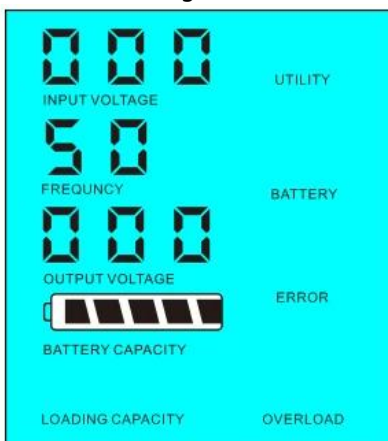 000
UTILITY
INPUT VOLTAGE
50
FREQUNCY
BATTERY
000
OUTPUT VOLTAGE
ERROR
BATTERY CAPACITY
LOADING CAPACITY OVERLOAD